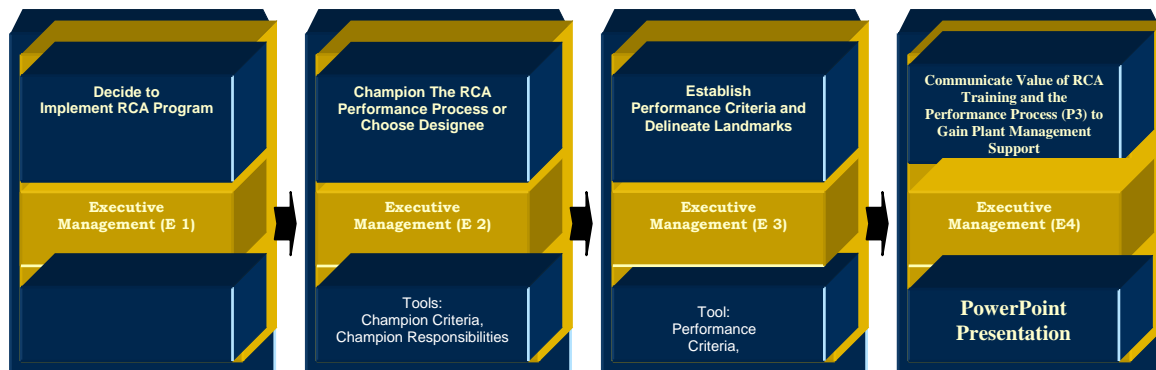 Decide to
Implement RCA Program
Executive
Management (E 1)
Champion The RCA
Performance Process or
Choose Designee
Executive
Management (E 2)
Tools:
Champion Criteria,
Champion Responsibilities
Establish
Performance Criteria and
Delineate Landmarks
Executive
Management (E 3)
Tool:
Performance
Criteria,
Communicate Value of RCA
Training and the
Performance Process (P3) to
Gain Plant Management
Support
Executive
Management (E4)
PowerPoint
Presentation